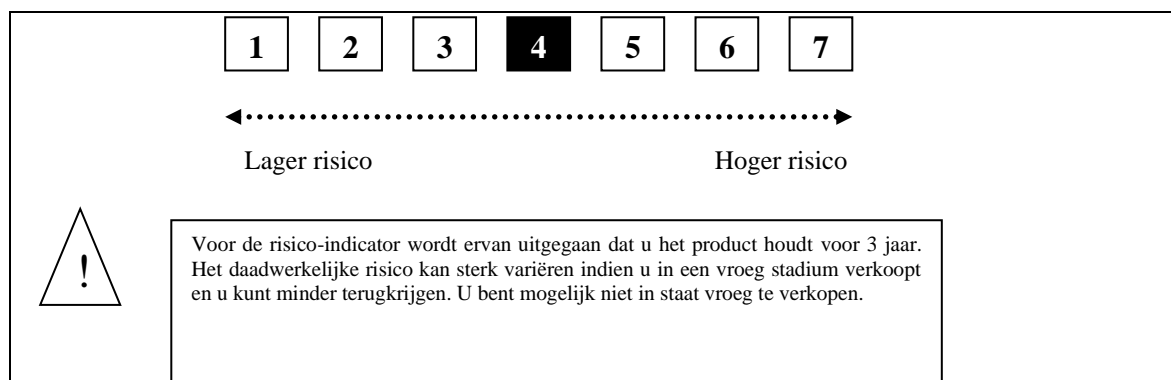 1 2 3 4 5 6 7
Lager risico Hoger risico
!
Voor de risico-indicator wordt ervan uitgegaan dat u het product houdt voor 3 jaar.
Het daadwerkelijke risico kan sterk variëren indien u in een vroeg stadium verkoopt
en u kunt minder terugkrijgen. U bent mogelijk niet in staat vroeg te verkopen.